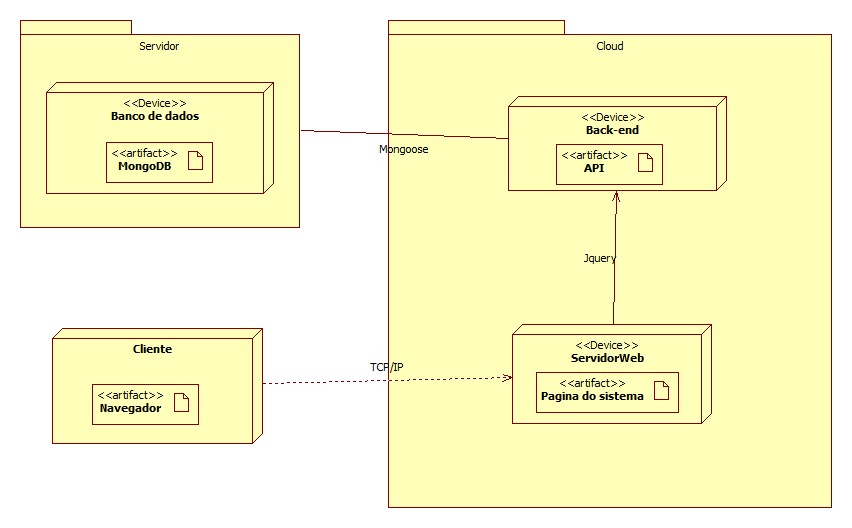 Servidor
<<Device>>
Banco de dados
<<artifact>>
MongoDB
Cloud
<<Device>>
Back-end
<<artifact>>
API
Mongoose
Jquery
Cliente
<<artifact>>
Navegador
TCP/IP
<<Device>>
ServidorWeb
<<artifact>>
Pagina do sistema